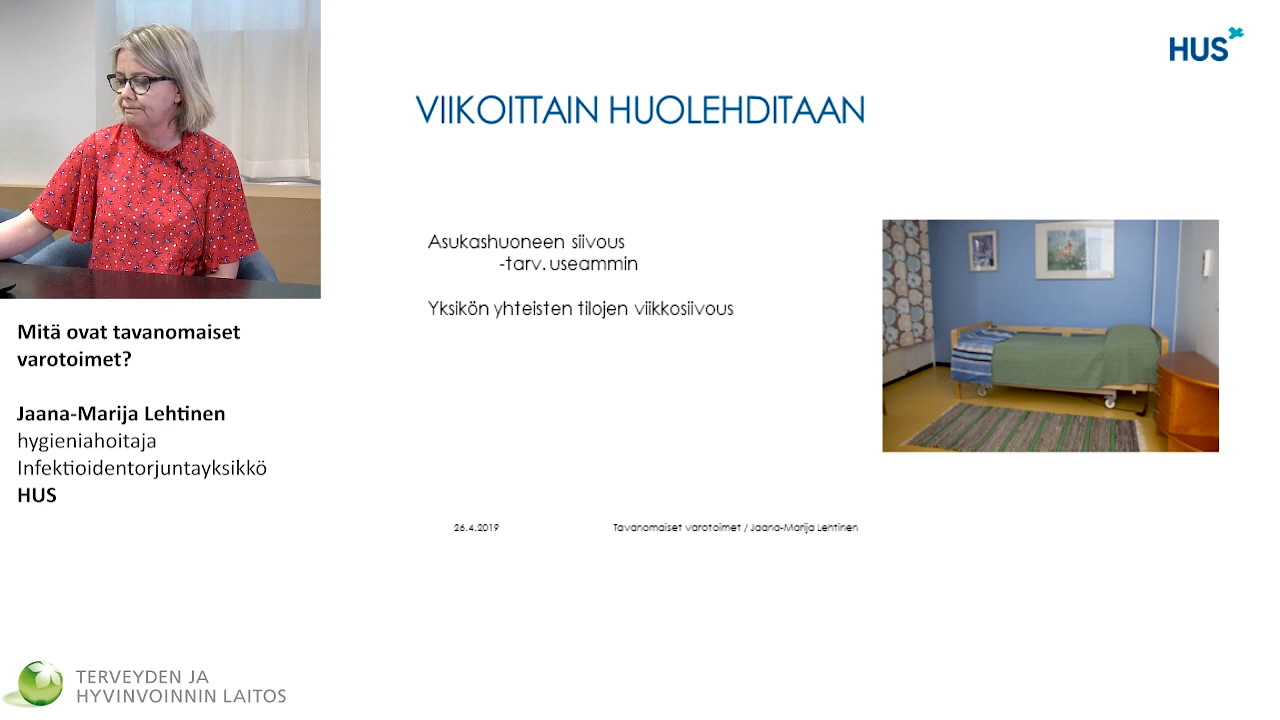 Mitä ovat tavanomaiset
varotoimet?
Jaana-Marija Lehtinen
hygieniahoitaja
Infektioidentorjuntayksikkö
HUS
TERVEYDEN JA
HYVINVOINNIN LAITOS
HUS
VIIKOITTAIN HUOLEHDITAAN
Asukashuoneen siivous
-tarv. useammin
Yksikön yhteisten tilojen viikkosiivous
26.4.2019
Tavanomaiset varotoimet / Jaana-Marija Lehtinen